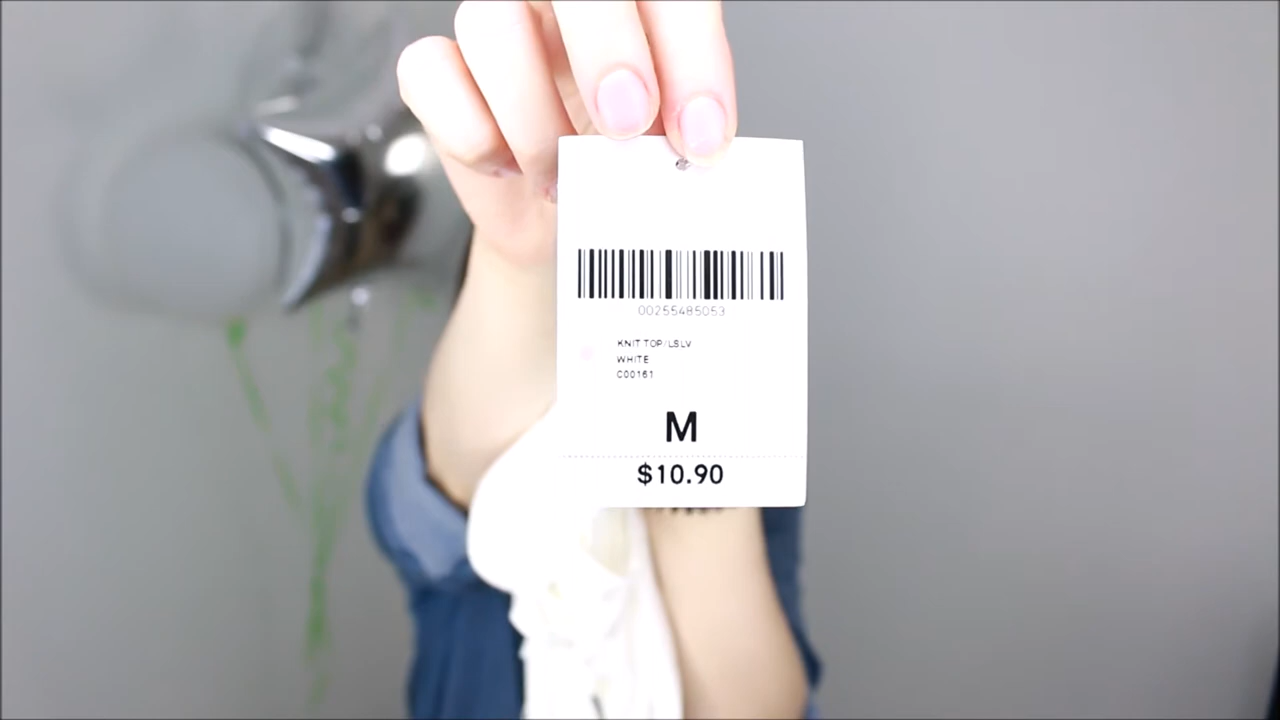 00255485053
KNIT TOP/LSLV
WHITE
C00161
M
$10.90